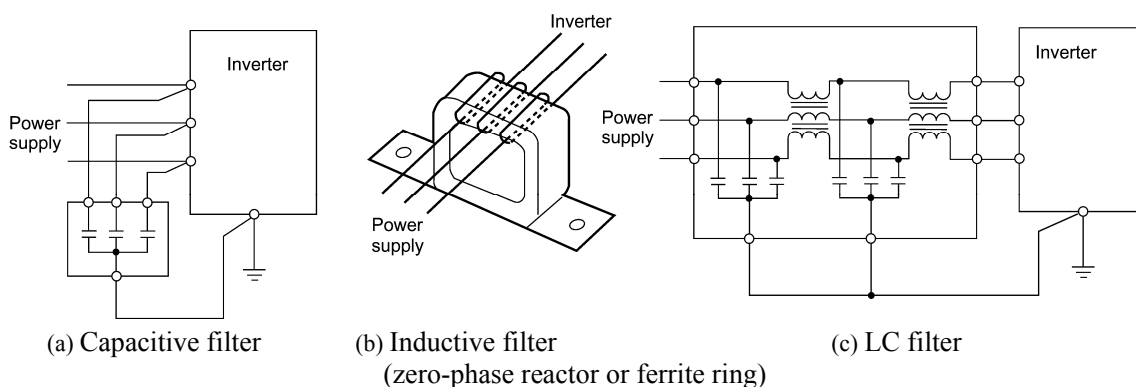 Inverter
Power
supply
(a) Capacitive filter
Inverter
Power
supply
(b) Inductive filter
(zero-phase reactor or ferrite ring)
Inverter
Power
supply
(c) LC filter